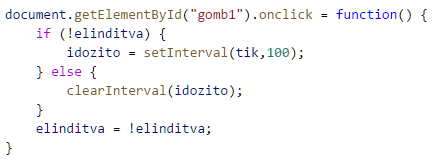 document.getElementById("gomb1").onclick = function() {
    if (!elinditva) {
        idozito = setInterval(tik,100);
    } else {
        clearInterval(idozito);
    }
    elinditva = !elinditva;
}